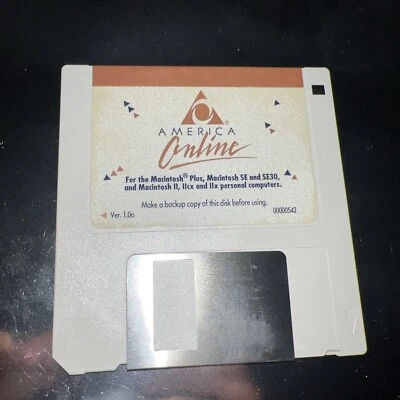 AMERICA ®
Online
For the Macintosh® Plus, Macintosh SE and SE30,
and Macintosh II, IIcx and IIx personal computers.
Make a backup copy of this disk before using.
Ver. 1.0a 00000542